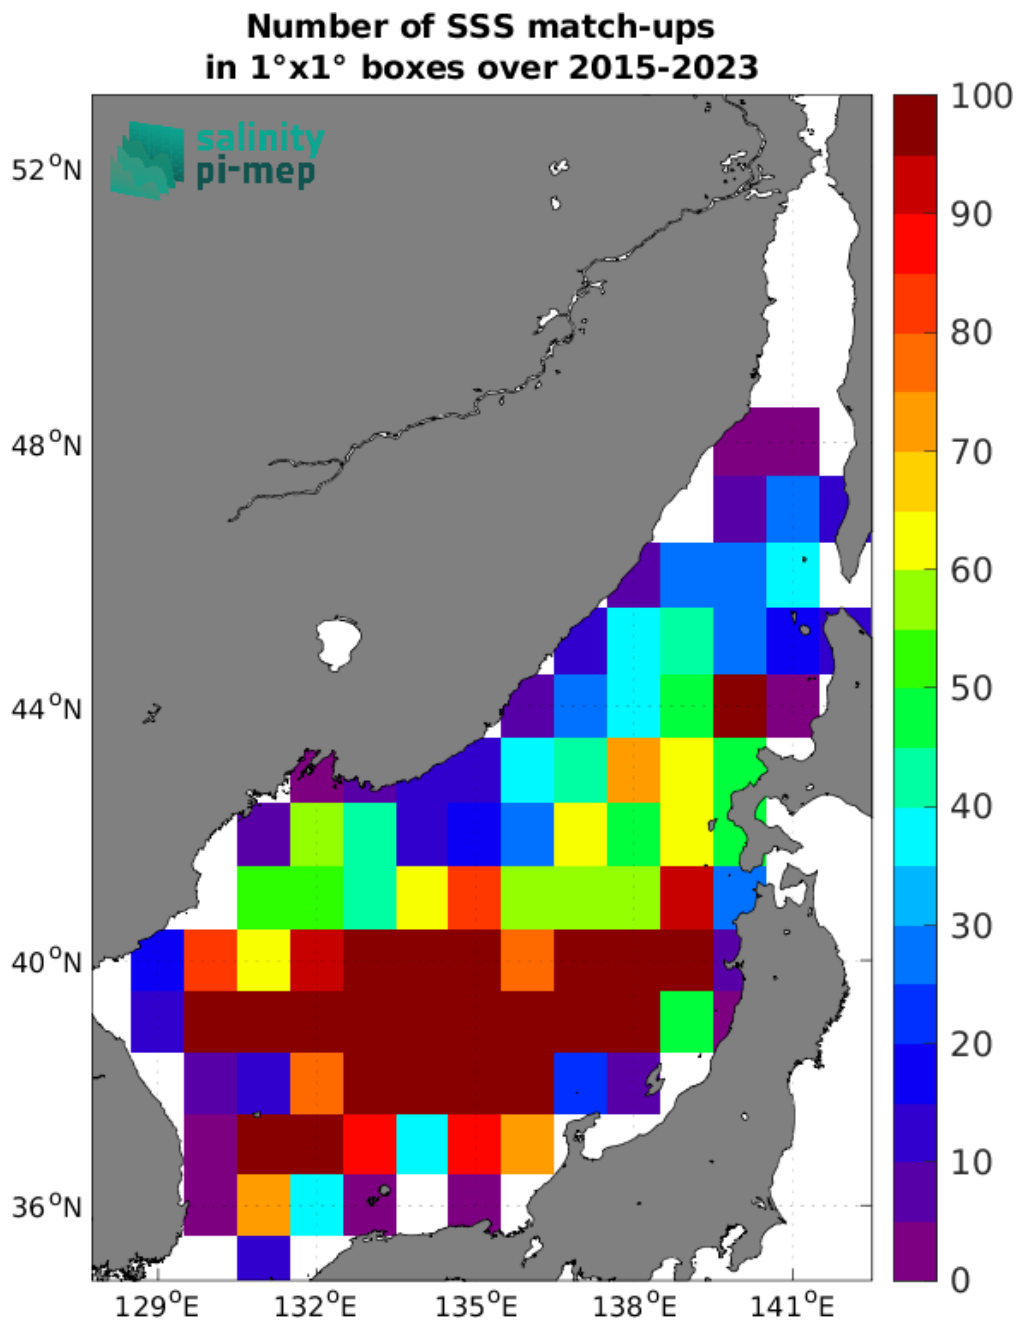 Number of SSS match-ups
in 1°x1° boxes over 2015-2023
salinity
pi-mep
52°N
48°N
44°N
40°N
36°N
129°E
132°E
135°E
138°E
141°E
100
90
80
70
60
50
40
30
20
10
0